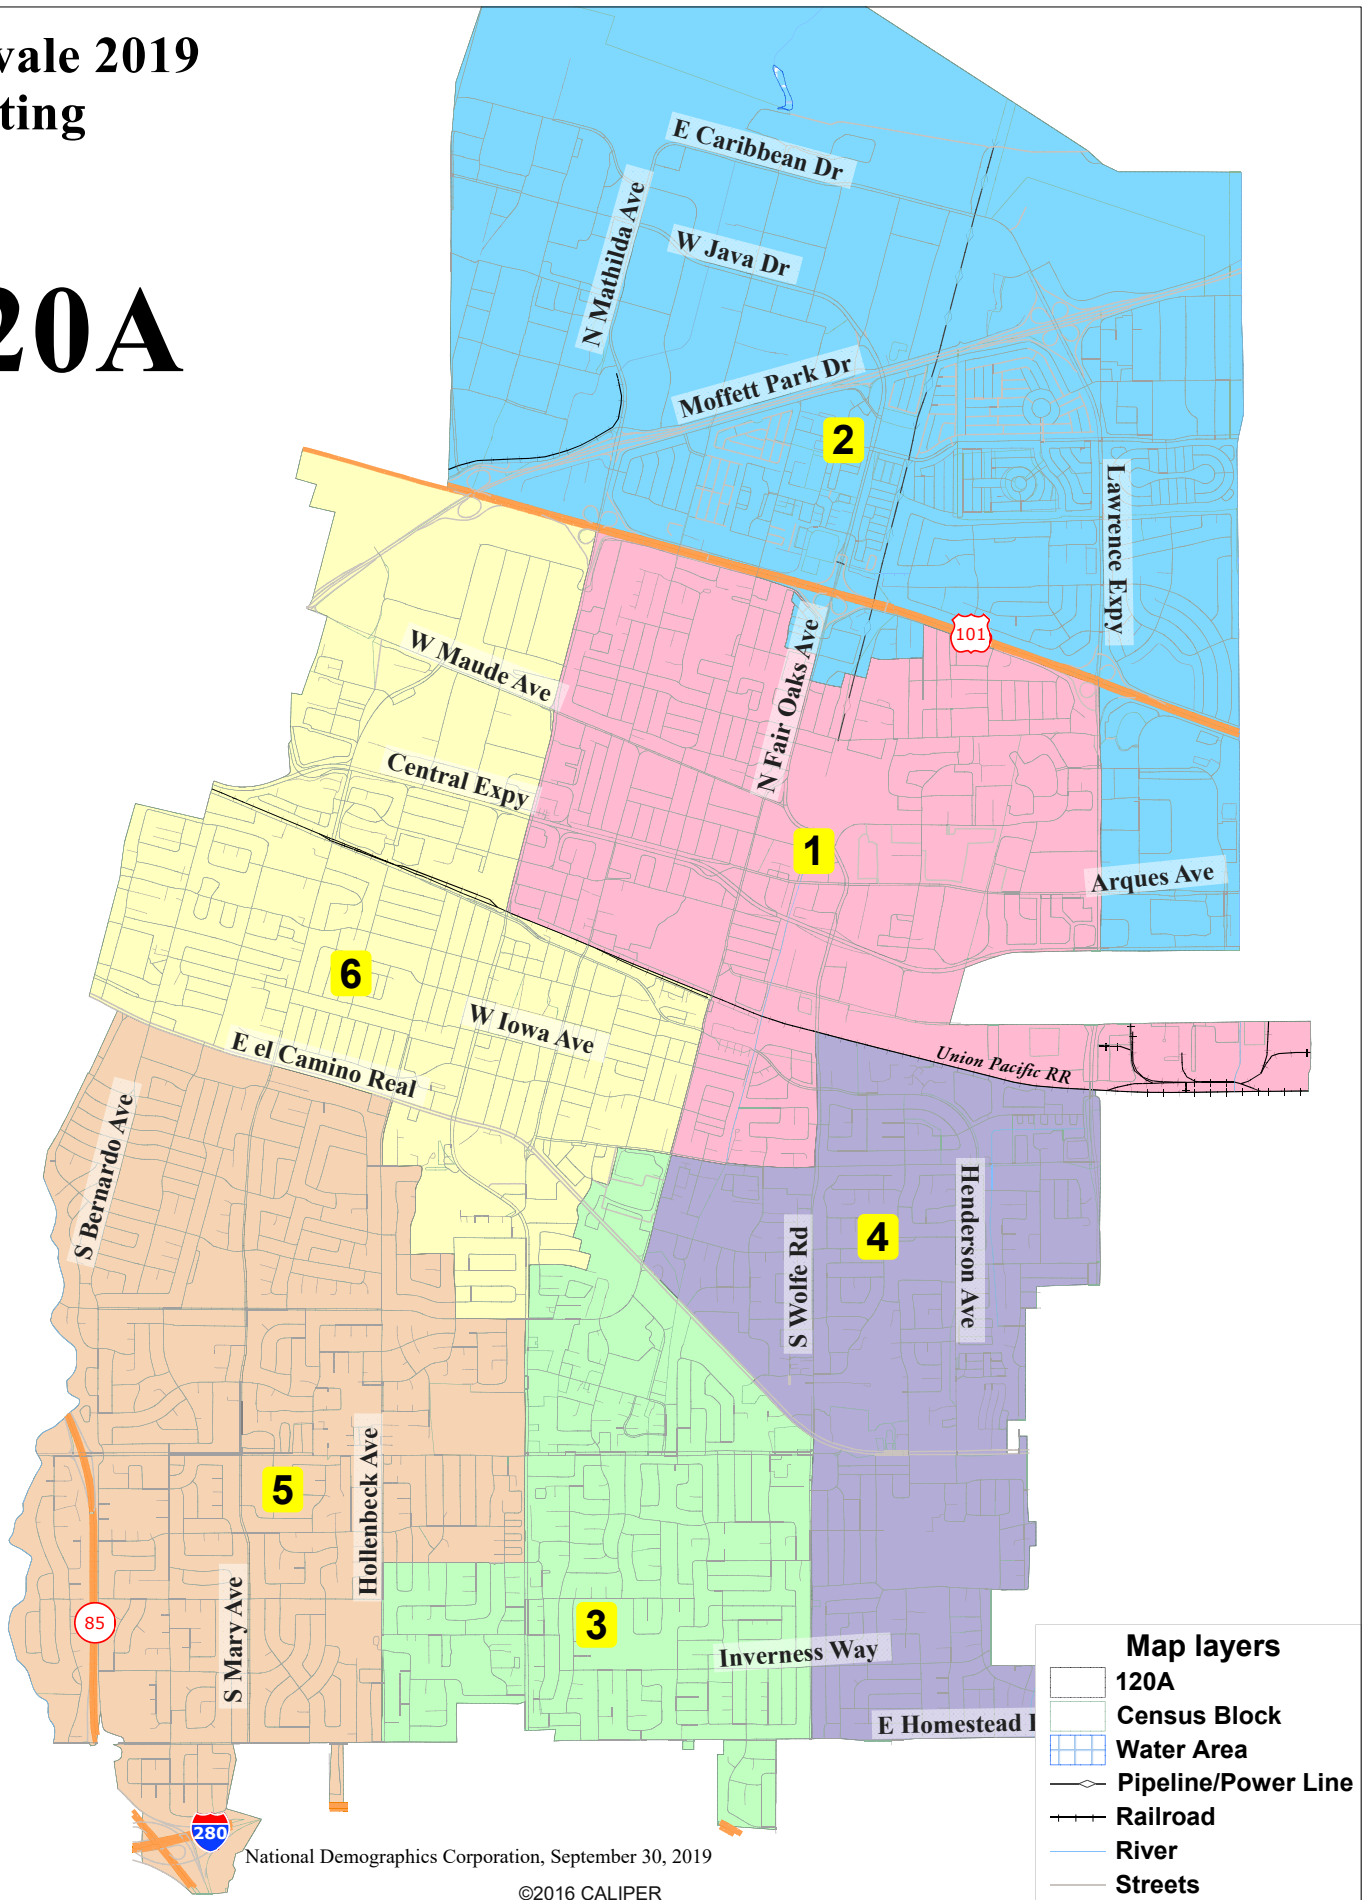 vale 2019
ting
20A
E Caribbean Dr
N Mathilda Ave
W Java Dr
Moffett Park Dr
2
Lawrence Expy
101
W Maude Ave
N Fair Oaks Ave
Central Expy
1
Arques Ave
6
W Iowa Ave
E el Camino Real
Union Pacific RR
S Bernardo Ave
Henderson Ave
S Wolfe Rd
4
Hollenbeck Ave
5
S Mary Ave
85
3
Inverness Way
E Homestead
280
Map layers
120A
Census Block
Water Area
Pipeline/Power Line
Railroad
River
Streets
National Demographics Corporation, September 30, 2019
©2016 CALIPER